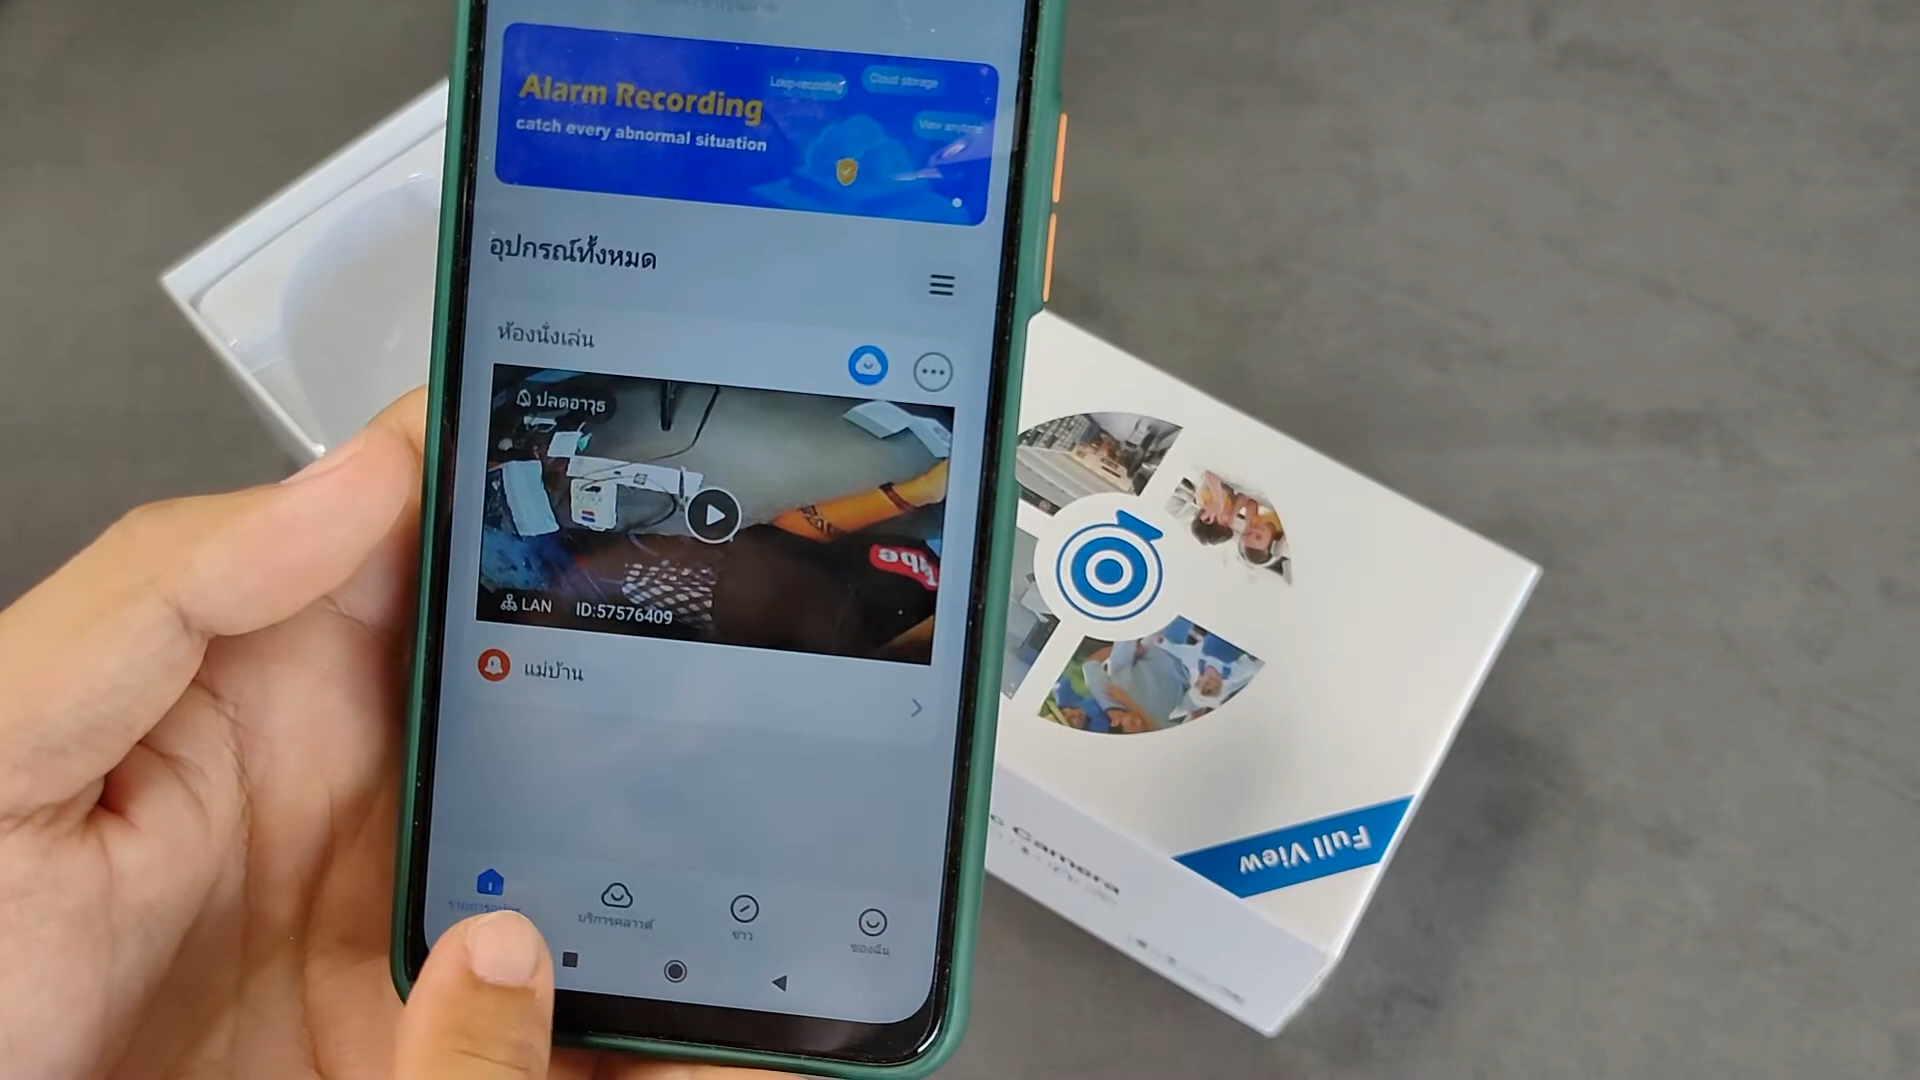 Alarm Recording
catch every abnormal situation
Loop-recording
Cloud storage
View anytime
อุปกรณ์ทั้งหมด
ห้องนั่งเล่น
ปลดอาวุธ
LAN
ID:57576409
แม่บ้าน
บริการคลาวด์
ข่าว
ของฉัน
Full View
Camera